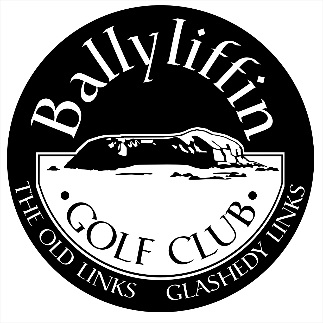 Ballyliffin
• GOLF CLUB •
THE OLD LINKS GLASHEDY LINKS